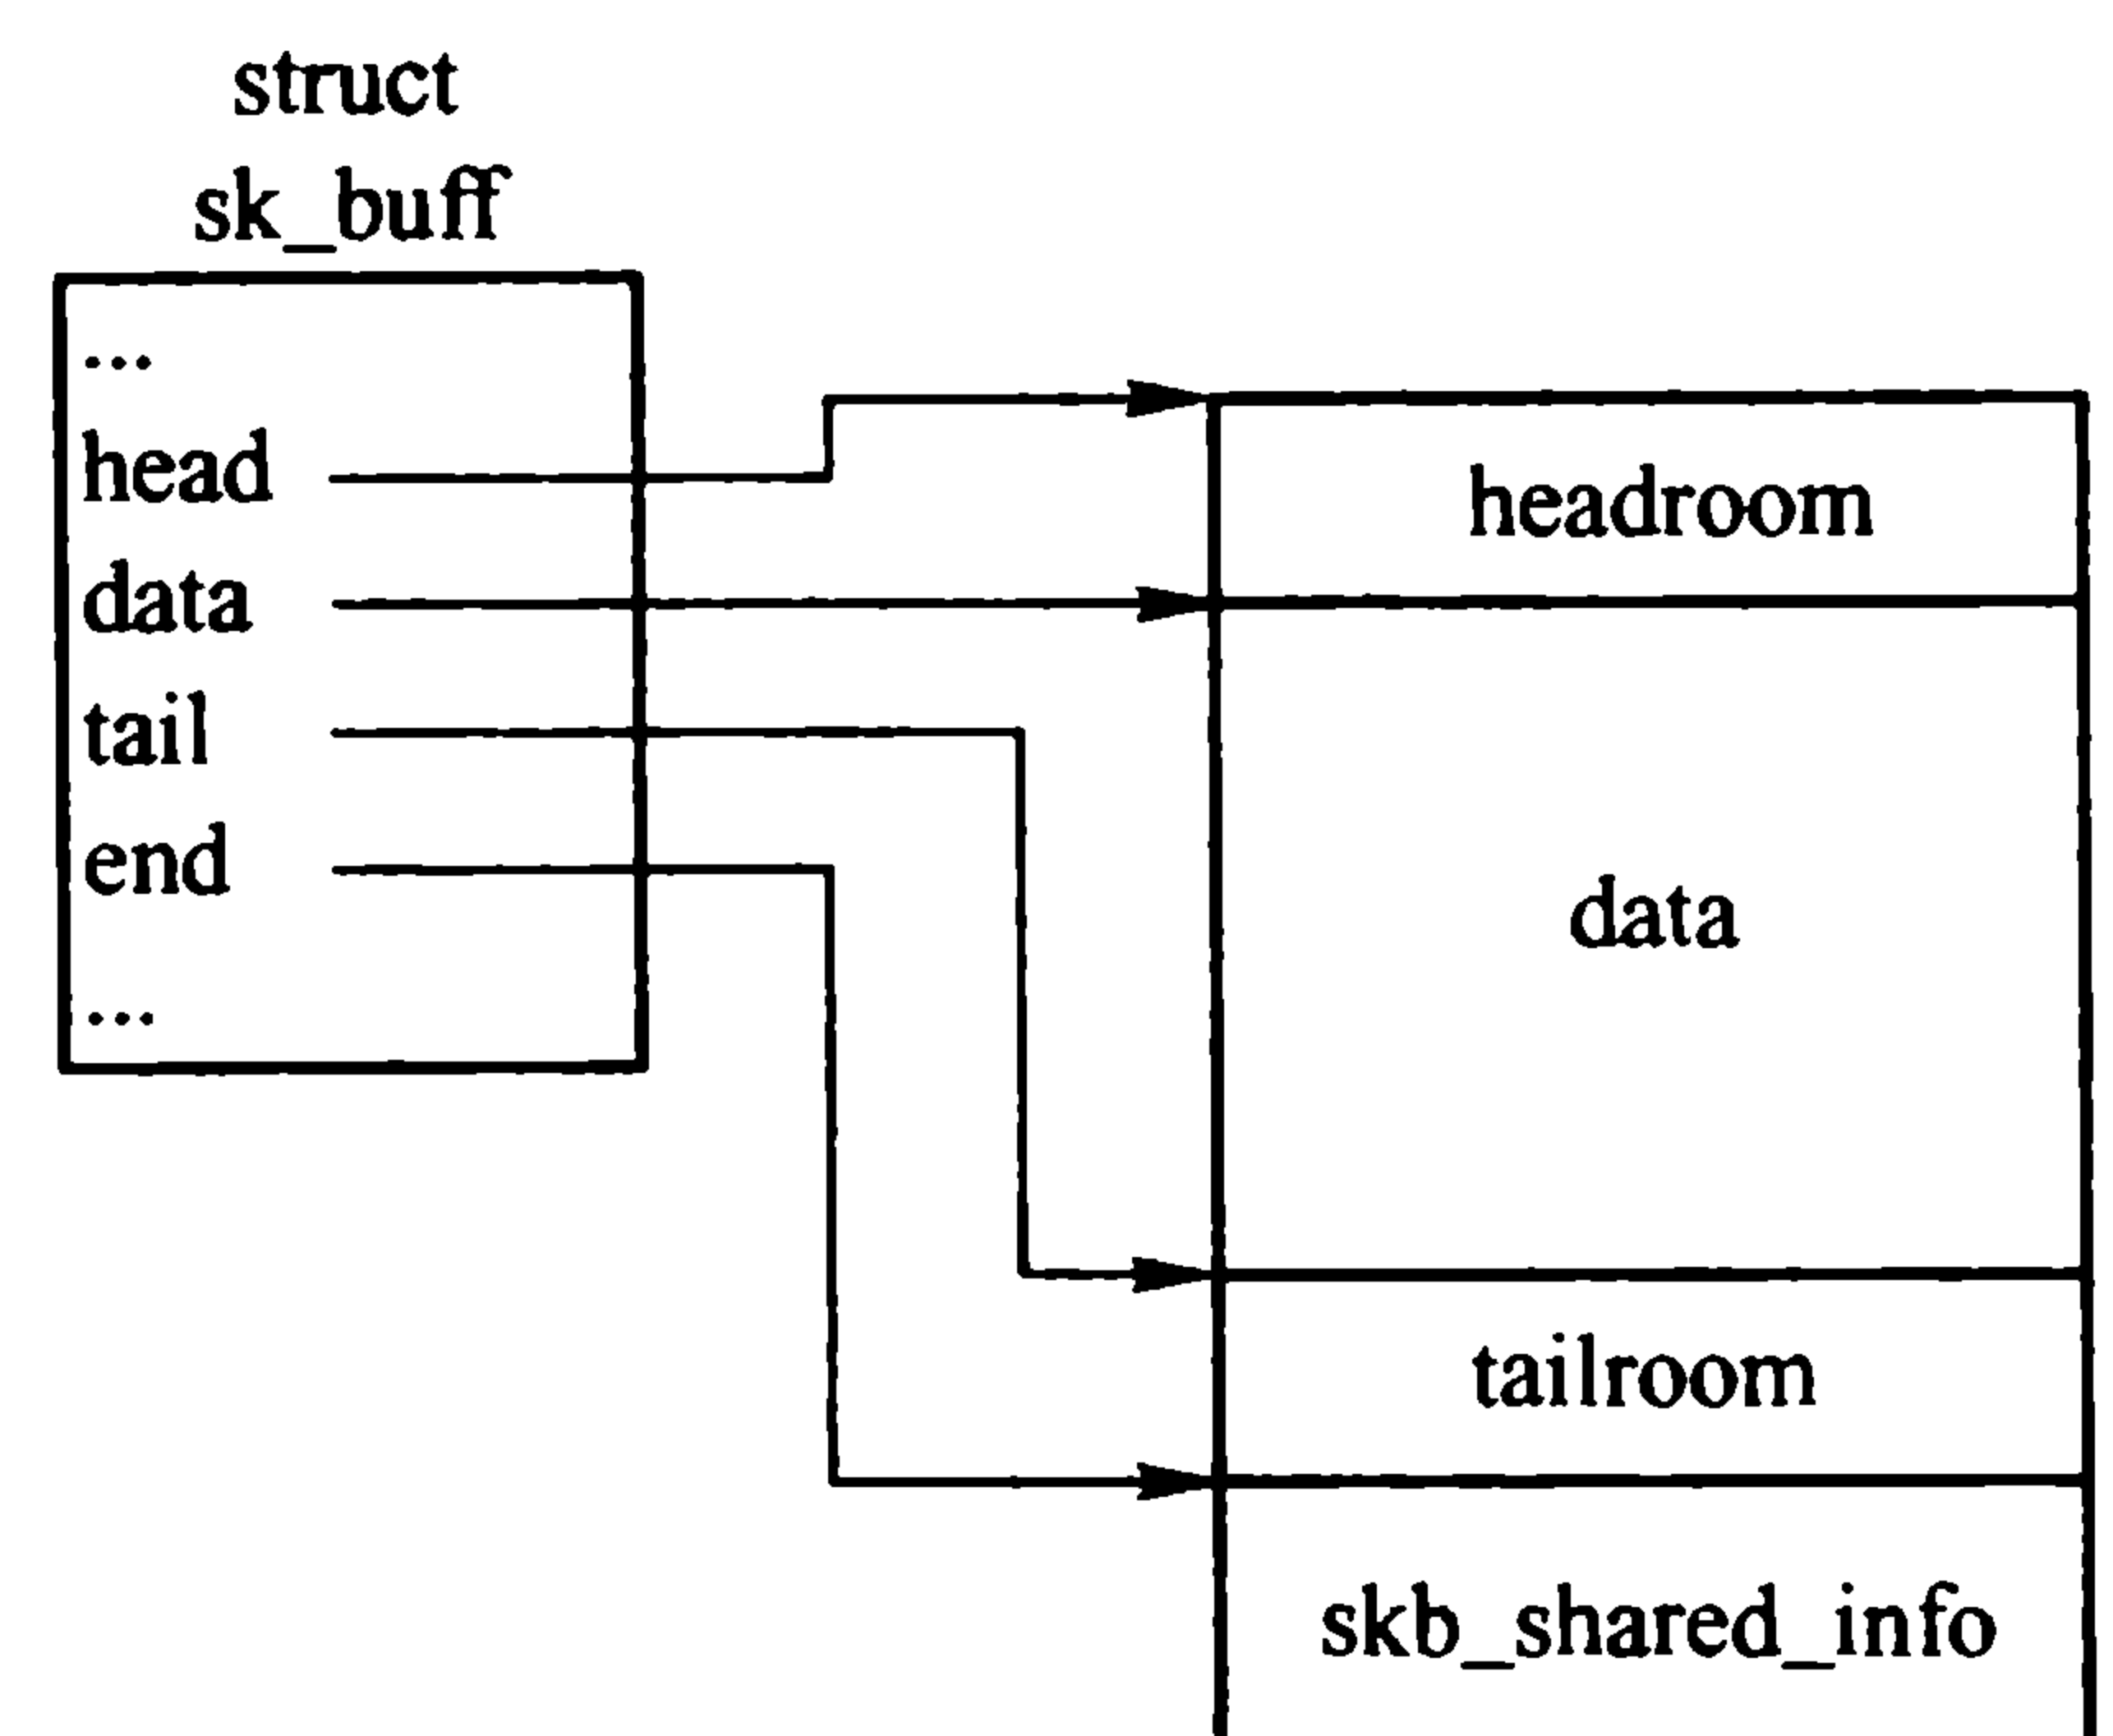 struct
sk_buff
...
head
data
tail
end
...
headroom
data
tailroom
skb_shared_info